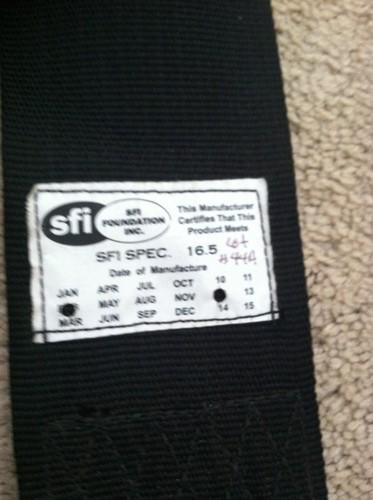 sfi
SFI
FOUNDATION
INC.
This Manufacturer
Certifies That This
Product Meets
SFI SPEC. 16.5
Lot
Date of Manufacture
JAN APR JUL OCT 10 11
MAY AUG NOV 13
MAR JUN SEP DEC 14 15